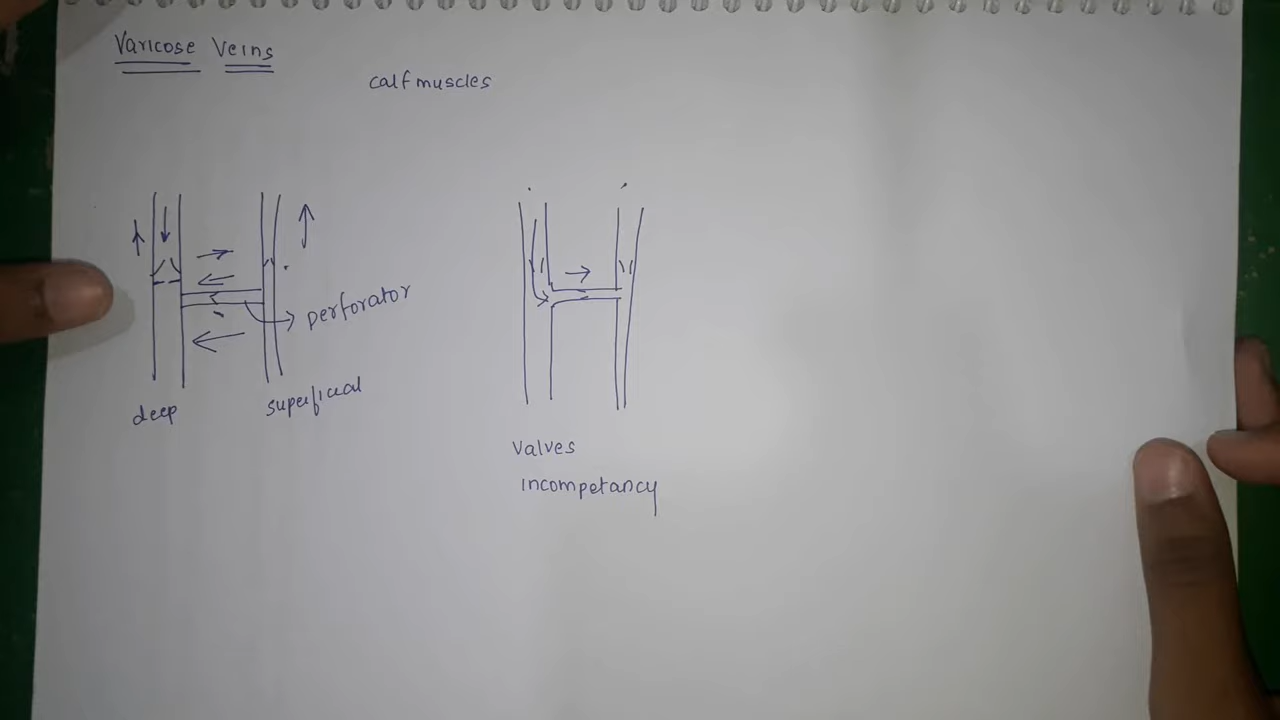 Varicose Veins
calf muscles
perforator
deep
superficial
Valves
incompetancy